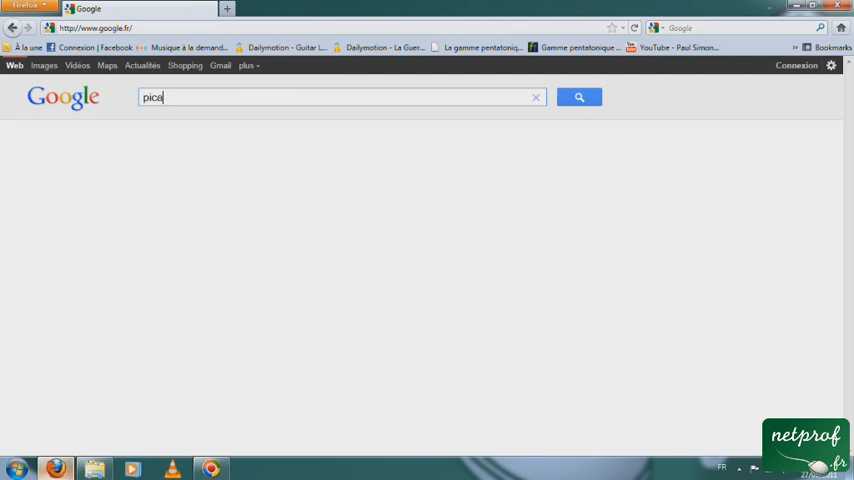 Firefox
Google
http://www.google.fr/
Google
À la une
Connexion | Facebook
Musique à la demand...
Dailymotion - Guitar L...
Dailymotion - La Guer...
La gamme pentatoniq...
Gamme pentatonique ...
YouTube - Paul Simon...
Bookmarks
Web Images Vidéos Maps Actualités Shopping Gmail plus
Connexion
Google
pica
netprof
.fr
FR